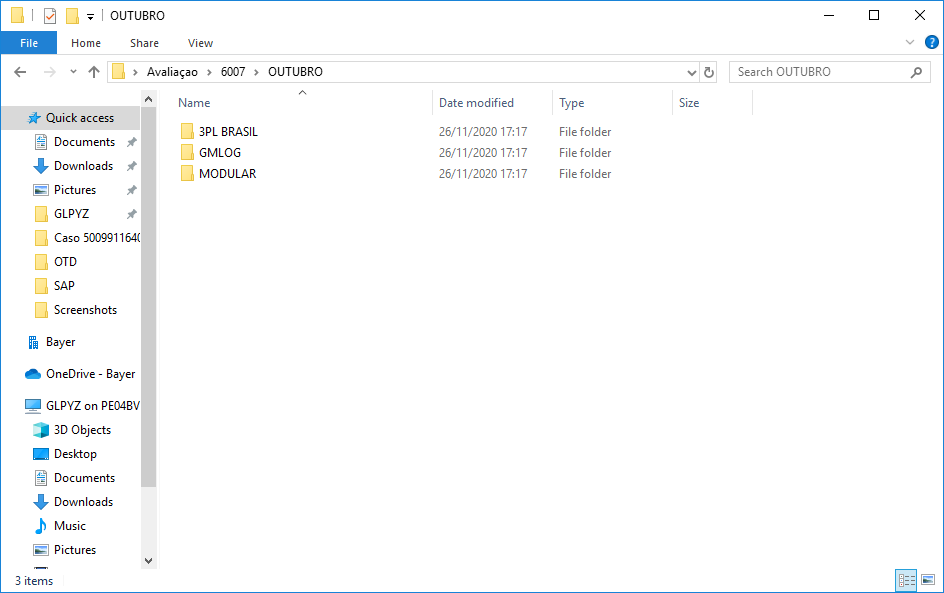 OUTUBRO
File Home Share View
Avaliaçao > 6007 > OUTUBRO
Search OUTUBRO
Name Date modified Type Size
3PL BRASIL 26/11/2020 17:17 File folder
GMLOG 26/11/2020 17:17 File folder
MODULAR 26/11/2020 17:17 File folder
Quick access
Documents
Downloads
Pictures
GLPYZ
Caso 5009911640
OTD
SAP
Screenshots
Bayer
OneDrive - Bayer
GLPYZ on PE04BV
3D Objects
Desktop
Documents
Downloads
Music
Pictures
3 items